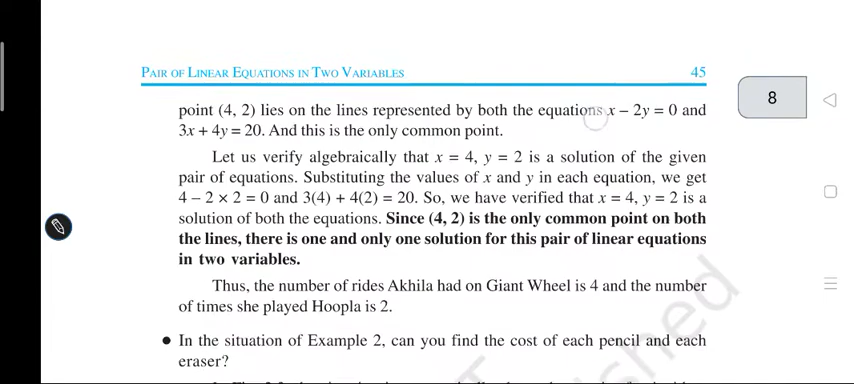 PAIR OF LINEAR EQUATIONS IN TWO VARIABLES 45
8
point (4, 2) lies on the lines represented by both the equations x – 2y = 0 and
3x + 4y = 20. And this is the only common point.
Let us verify algebraically that x = 4, y = 2 is a solution of the given
pair of equations. Substituting the values of x and y in each equation, we get
4 – 2 × 2 = 0 and 3(4) + 4(2) = 20. So, we have verified that x = 4, y = 2 is a
solution of both the equations. Since (4, 2) is the only common point on both
the lines, there is one and only one solution for this pair of linear equations
in two variables.
Thus, the number of rides Akhila had on Giant Wheel is 4 and the number
of times she played Hoopla is 2.
● In the situation of Example 2, can you find the cost of each pencil and each
eraser?